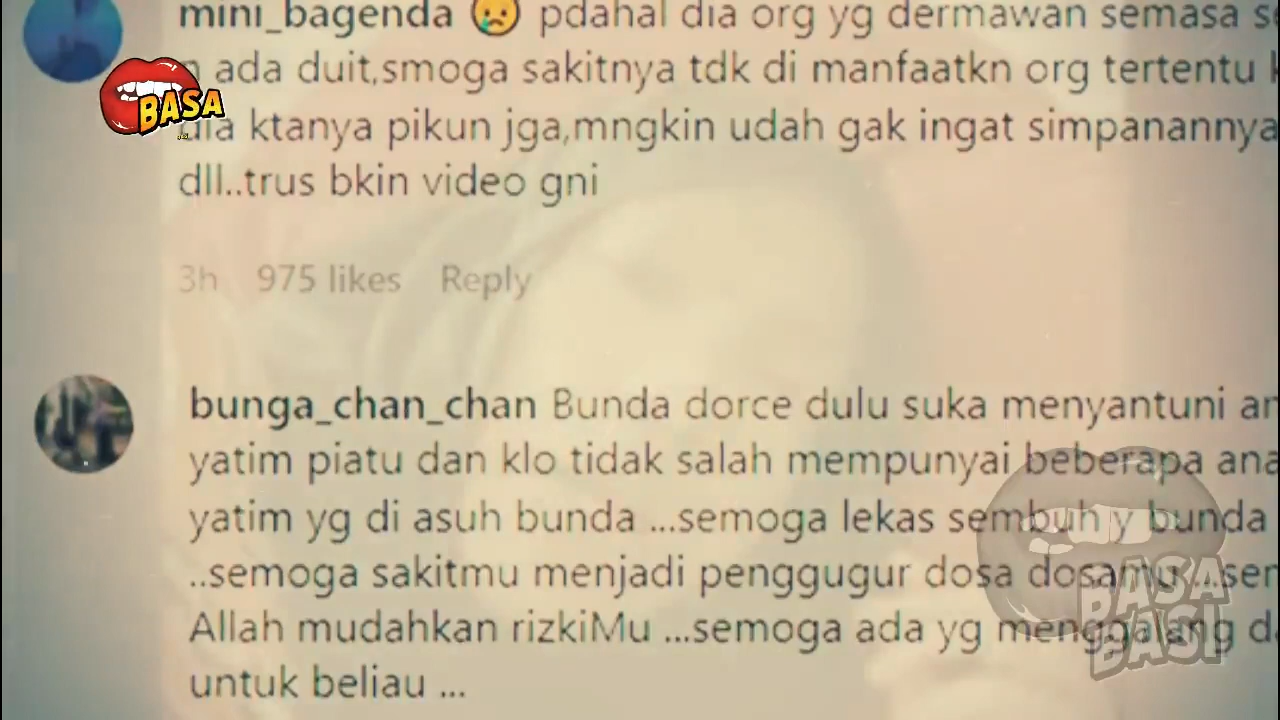 mini_bagenda 😢 pdahal dia org yg dermawan semasa
ada duit,smoga sakitnya tdk di manfaatkn org tertentu
dia ktanya pikun jga,mngkin udah gak ingat simpanannya
dll..trus bkin video gni
3h 975 likes Reply
bunga_chan_chan Bunda dorce dulu suka menyantuni
yatim piatu dan klo tidak salah mempunyai beberapa
yatim yg di asuh bunda ...semoga lekas sembuh y bunda
..semoga sakitmu menjadi penggugur dosa dosamu
Allah mudahkan rizkiMu ...semoga ada yg menggalang
untuk beliau ...
BASA
BASA
BASI